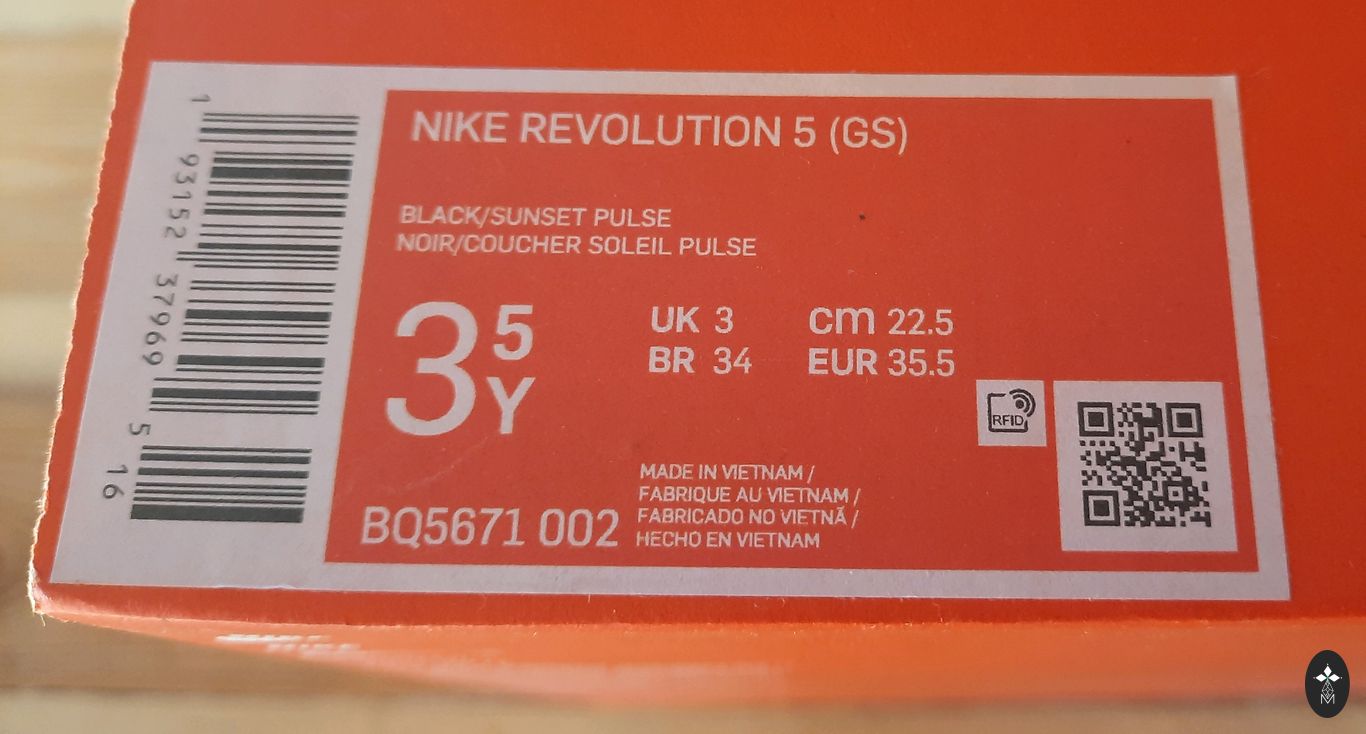 NIKE REVOLUTION 5 (GS)
BLACK/SUNSET PULSE
NOIR/COUCHER SOLEIL PULSE
3 5 Y
UK 3 cm 22.5
BR 34 EUR 35.5
RFID
MADE IN VIETNAM /
FABRIQUE AU VIETNAM /
FABRICADO NO VIETNÃ /
HECHO EN VIETNAM
BQ5671 002
1 93152 37969 5 16
M